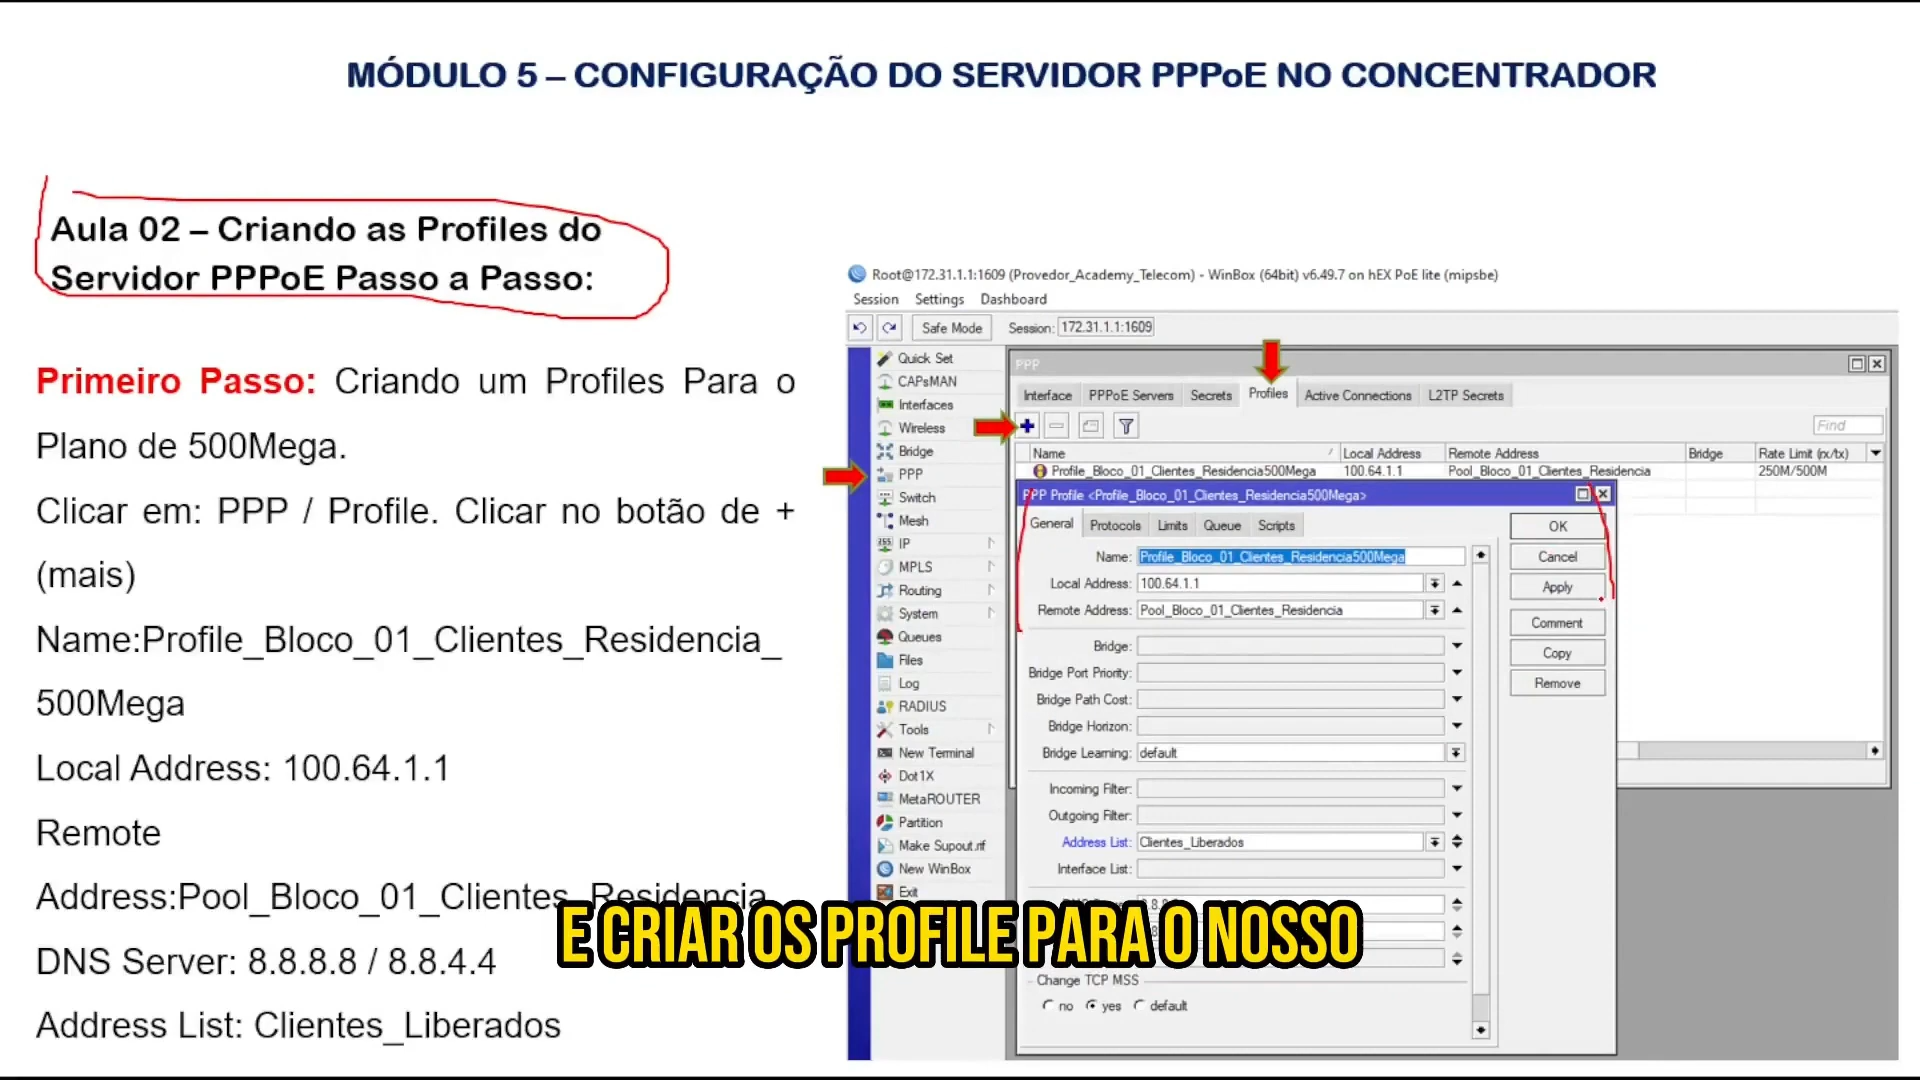 MÓDULO 5 – CONFIGURAÇÃO DO SERVIDOR PPPoE NO CONCENTRADOR
Aula 02 – Criando as Profiles do
Servidor PPPoE Passo a Passo:
Primeiro Passo: Criando um Profiles Para o
Plano de 500Mega.
Clicar em: PPP / Profile. Clicar no botão de +
(mais)
Name:Profile_Bloco_01_Clientes_Residencia_
500Mega
Local Address: 100.64.1.1
Remote
Address:Pool_Bloco_01_Clientes_Residencia
DNS Server: 8.8.8.8 / 8.8.4.4
Address List: Clientes_Liberados
Root@172.31.1.1:1609 (Provedor_Academy_Telecom) - WinBox (64bit) v6.49.7 on hEX PoE lite (mipsbe)
Session Settings Dashboard
Safe Mode Session: 172.31.1.1:1609
Quick Set
CAPsMAN
Interfaces
Wireless
Bridge
PPP
Switch
Mesh
IP
MPLS
Routing
System
Queues
Files
Log
RADIUS
Tools
New Terminal
Dot1X
MetaROUTER
Partition
Make Supout.rif
New WinBox
Exit
PPP
Interface PPPoE Servers Secrets Profiles Active Connections L2TP Secrets
Find
Name Local Address Remote Address Bridge Rate Limit (rx/tx)
Profile_Bloco_01_Clientes_Residencia500Mega 100.64.1.1 Pool_Bloco_01_Clientes_Residencia 250M/500M
PPP Profile <Profile_Bloco_01_Clientes_Residencia500Mega>
General Protocols Limits Queue Scripts
Name: Profile_Bloco_01_Clientes_Residencia500Mega
Local Address: 100.64.1.1
Remote Address: Pool_Bloco_01_Clientes_Residencia
Bridge:
Bridge Port Priority:
Bridge Path Cost:
Bridge Horizon:
Bridge Learning: default
Incoming Filter:
Outgoing Filter:
Address List: Clientes_Liberados
Interface List:
Change TCP MSS
no yes default
OK
Cancel
Apply
Comment
Copy
Remove
E CRIAR OS PROFILE PARA O NOSSO